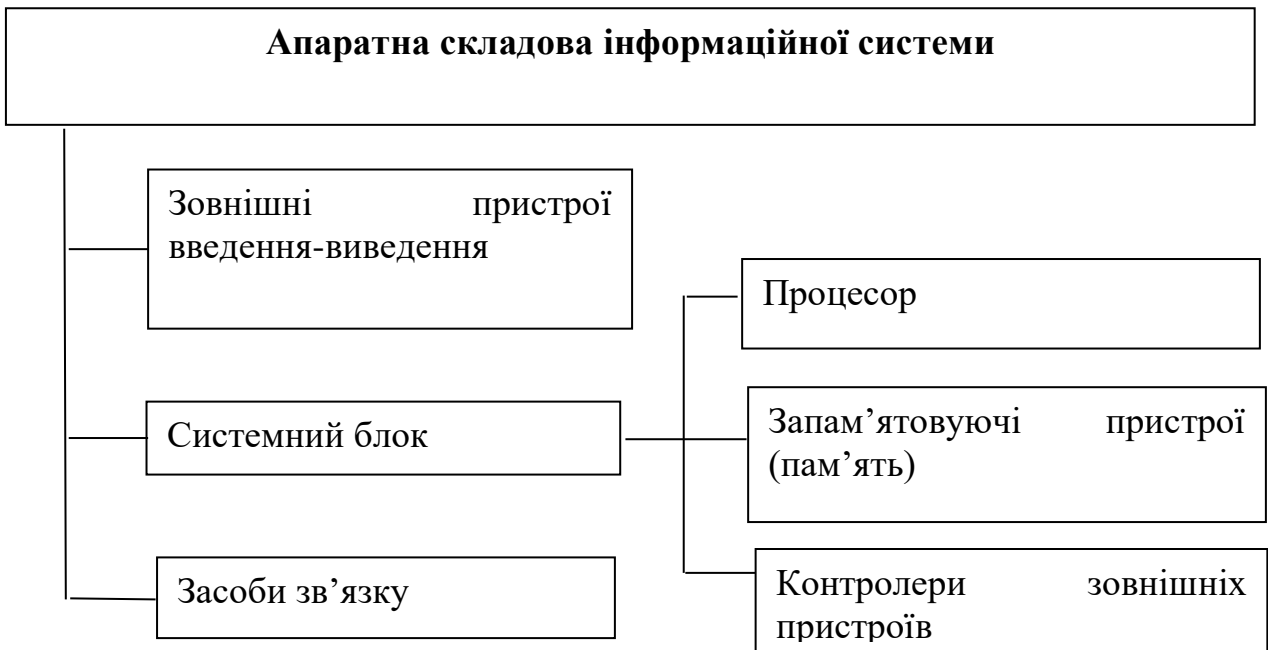 Апаратна складова інформаційної системи
Зовнішні пристрої
введення-виведення
Системний блок
Засоби зв’язку
Процесор
Запам’ятовуючі пристрої
(пам’ять)
Контролери зовнішніх
пристроїв